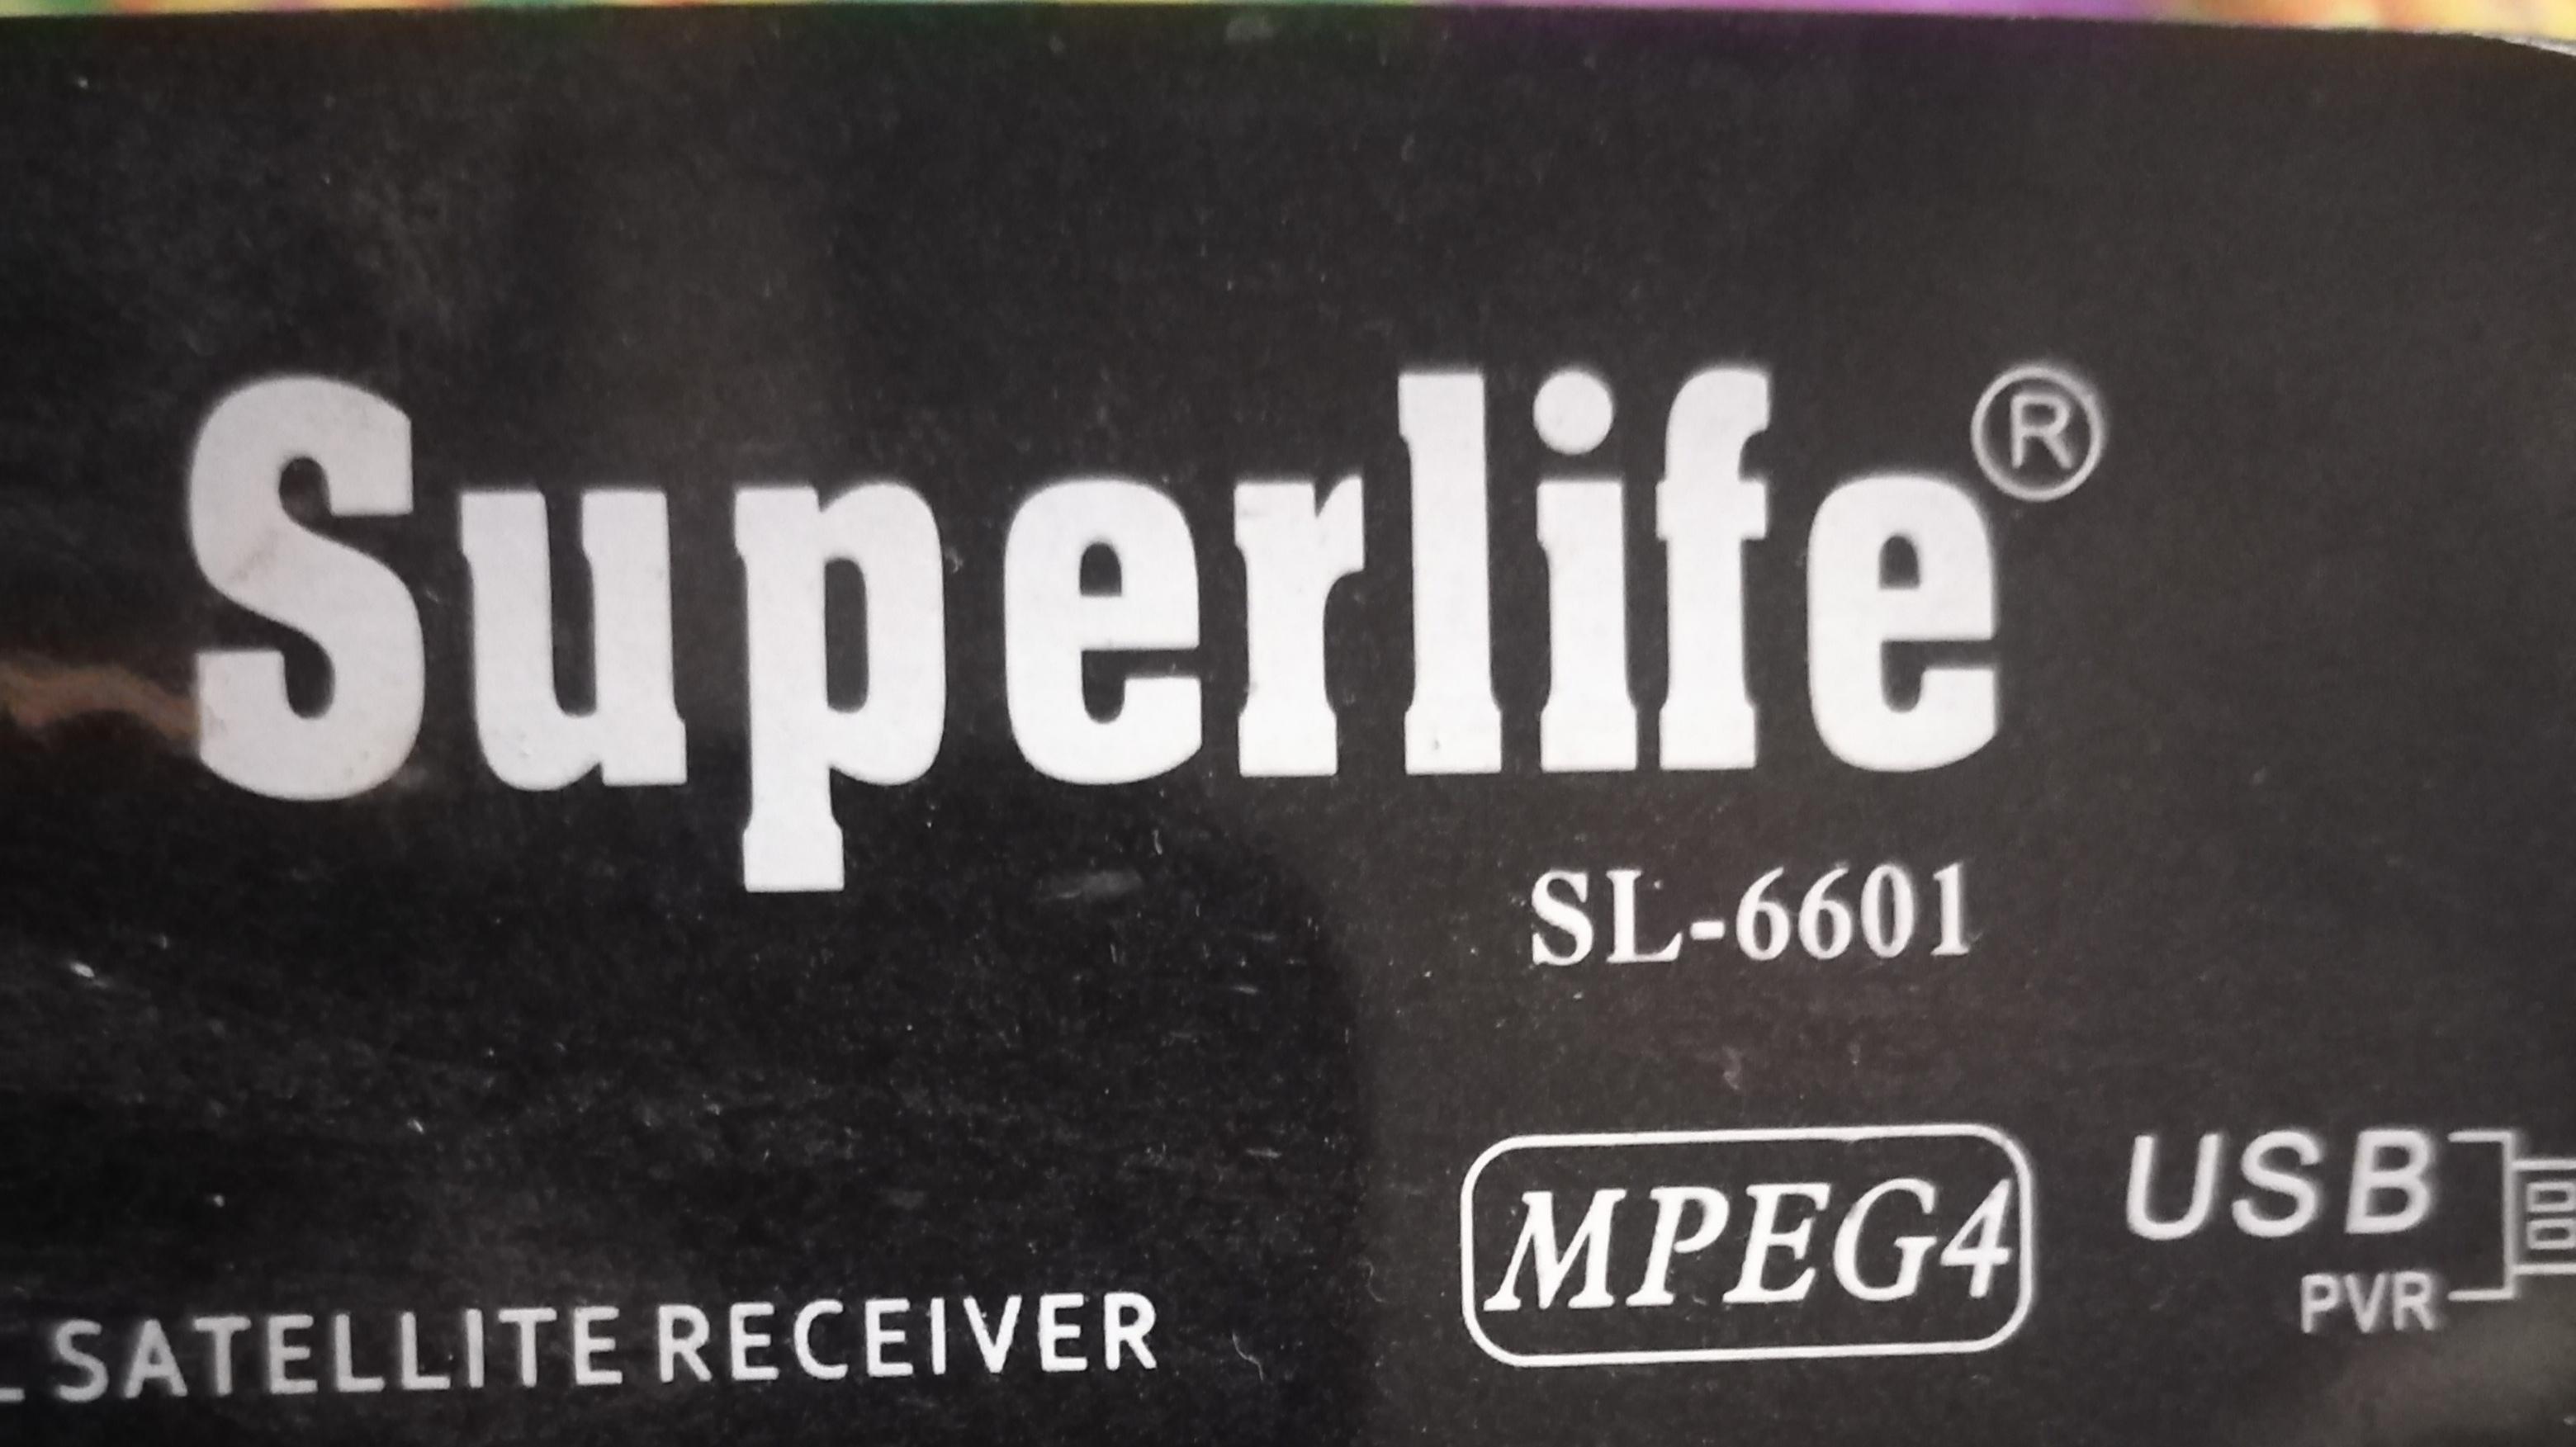 Superlife®
SL-6601
MPEG4
USB
PVR
SATELLITE RECEIVER